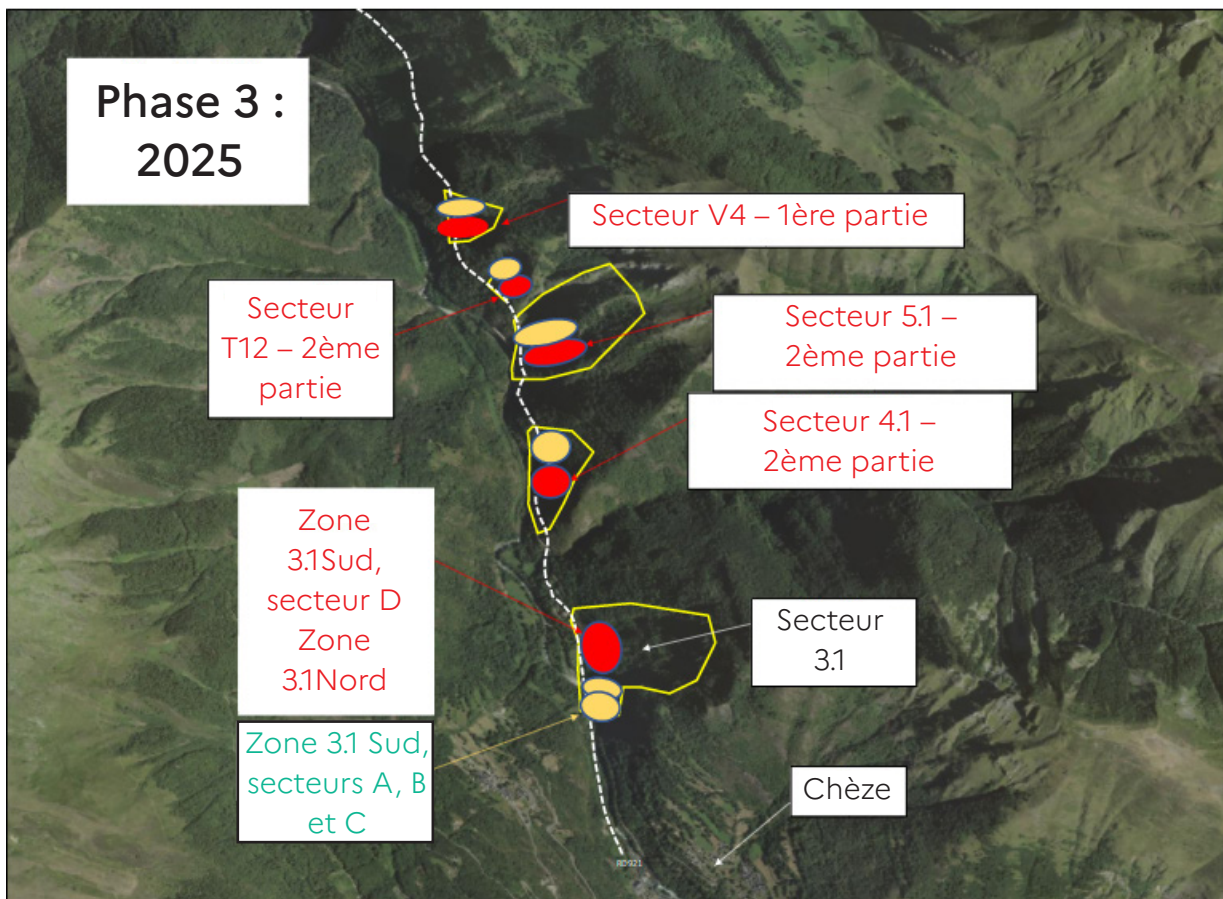 Phase 3 :
2025
Secteur V4 – 1ère partie
Secteur
T12 – 2ème
partie
Secteur 5.1 –
2ème partie
Secteur 4.1 –
2ème partie
Zone
3.1Sud,
secteur D
Zone
3.1Nord
Secteur
3.1
Zone 3.1 Sud,
secteurs A, B
et C
Chèze
RD921